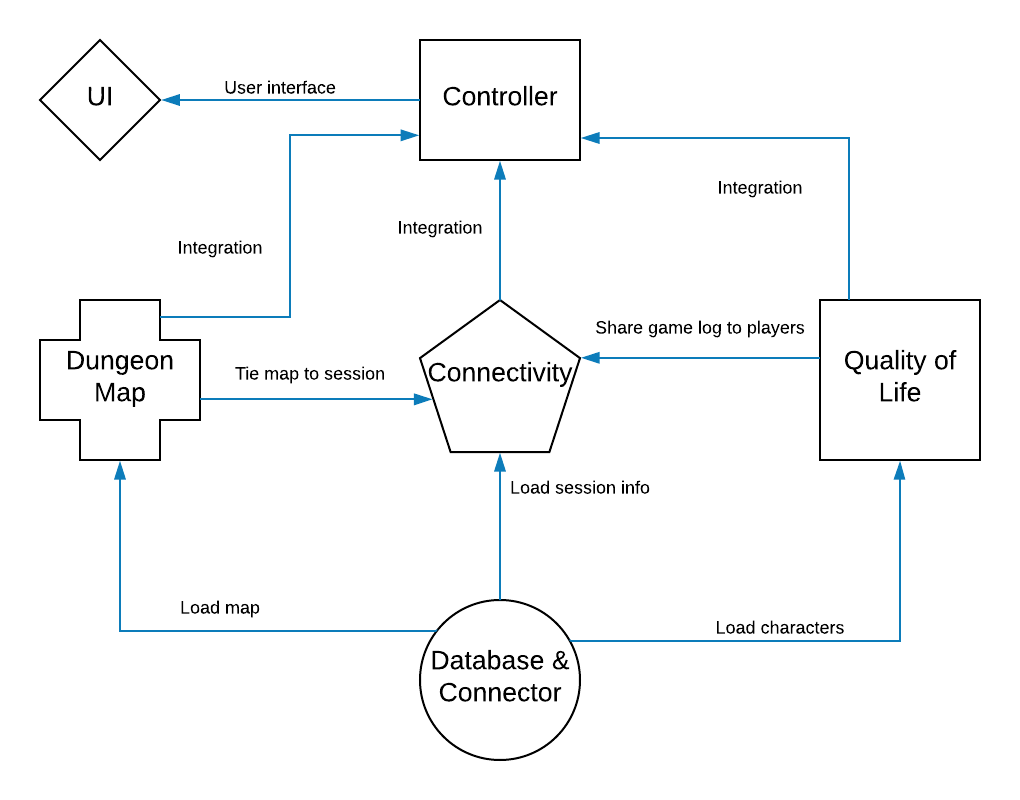 UI
User interface
Controller
Integration
Integration
Integration
Dungeon
Map
Tie map to session
Connectivity
Share game log to players
Quality of
Life
Load session info
Load map
Load characters
Database &
Connector